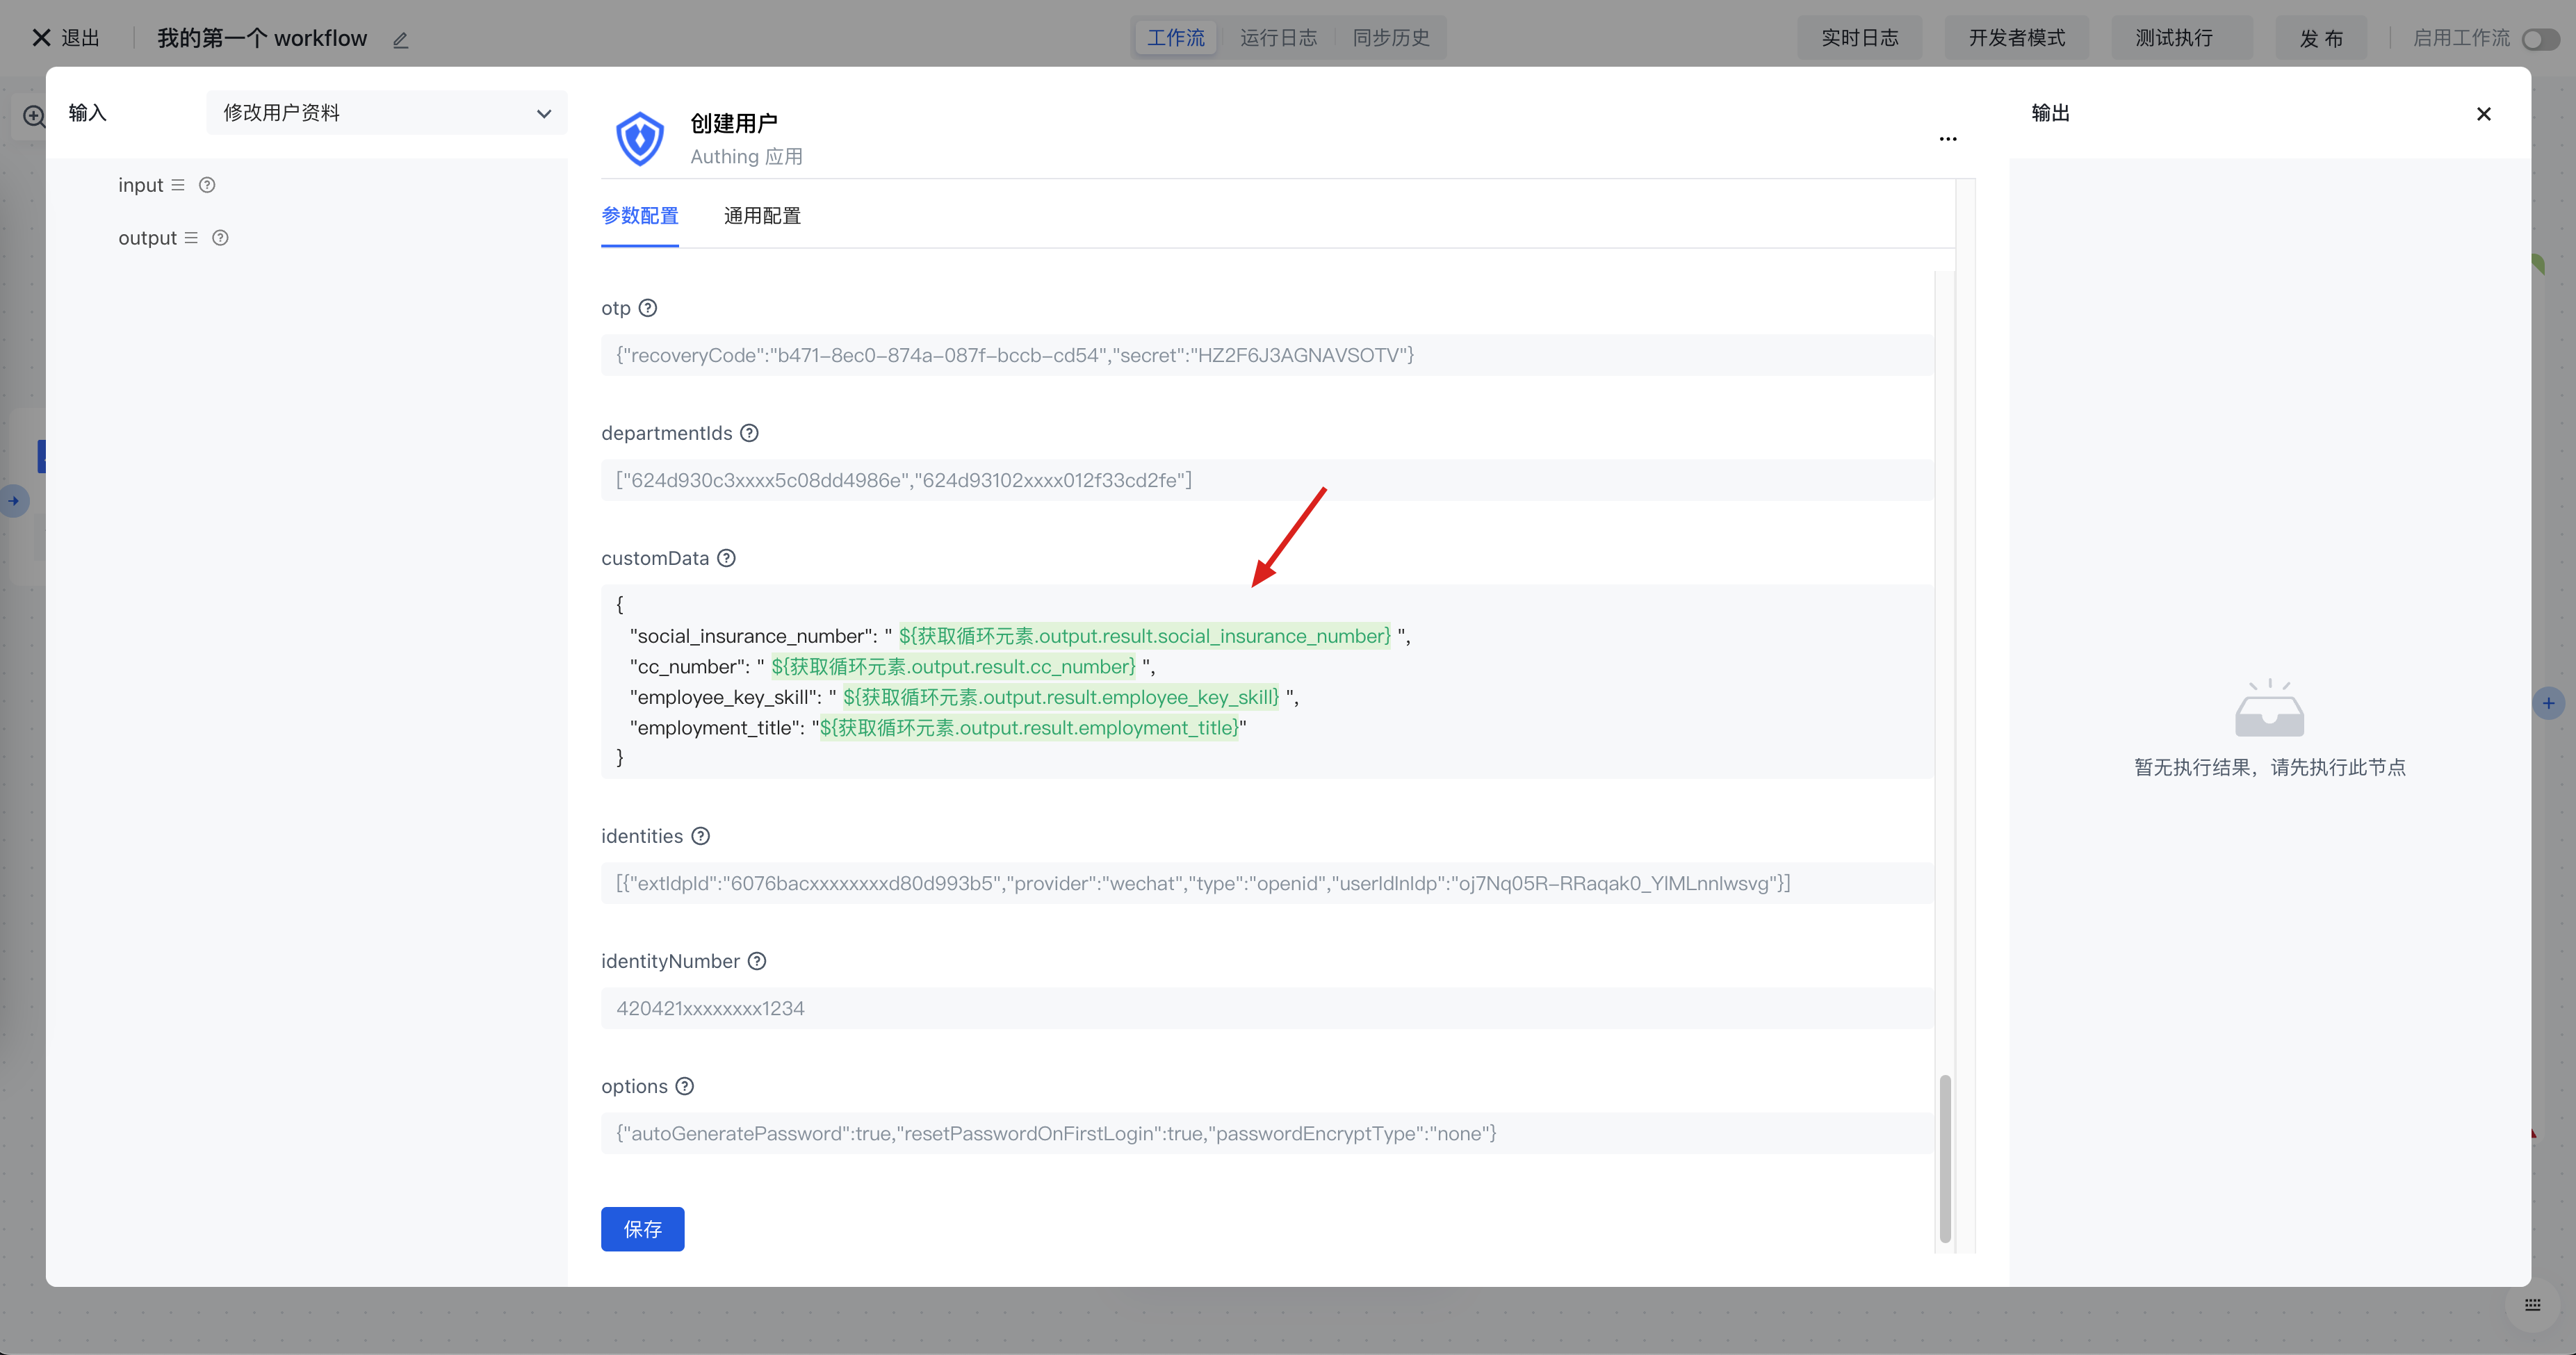 退出
我的第一个 workflow
工作流
运行日志
同步历史
实时日志
开发者模式
测试执行
发 布
启用工作流
输入
修改用户资料
input
output
创建用户
Authing 应用
参数配置
通用配置
otp
{"recoveryCode":"b471-8ec0-874a-087f-bccb-cd54","secret":"HZ2F6J3AGNAVSOTV"}
departmentIds
["624d930c3xxxx5c08dd4986e","624d93102xxxx012f33cd2fe"]
customData
{
"social_insurance_number": " ${获取循环元素.output.result.social_insurance_number} ",
"cc_number": " ${获取循环元素.output.result.cc_number} ",
"employee_key_skill": " ${获取循环元素.output.result.employee_key_skill} ",
"employment_title": "${获取循环元素.output.result.employment_title}"
}
identities
[{"extIdpId":"6076bacxxxxxxxxd80d993b5","provider":"wechat","type":"openid","userIdInIdp":"oj7Nq05R-RRaqak0_YlMLnnlwsvg"}]
identityNumber
420421xxxxxxxx1234
options
{"autoGeneratePassword":true,"resetPasswordOnFirstLogin":true,"passwordEncryptType":"none"}
保存
输出
暂无执行结果，请先执行此节点